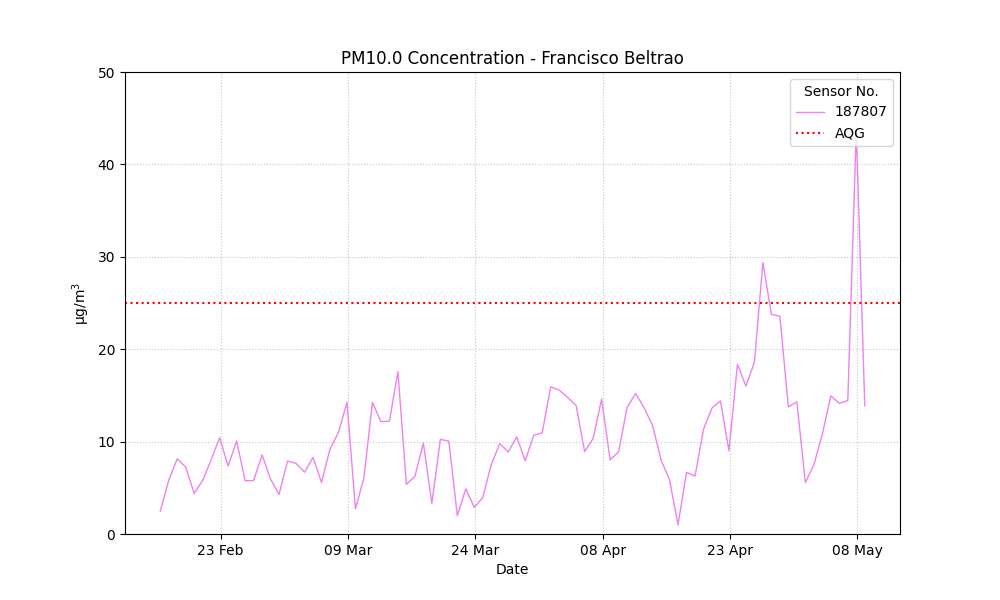 PM10.0 Concentration - Francisco Beltrao
Sensor No.
187807
AQG
50
40
30
20
10
0
µg/m³
23 Feb
09 Mar
24 Mar
08 Apr
23 Apr
08 May
Date